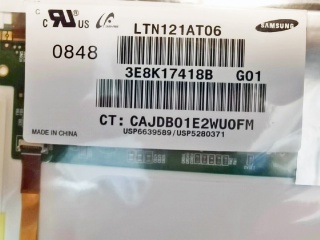 C US LTN121AT06 SAMSUNG
0848
3E8K17418B G01
CT: CAJDB01E2WU0FM
MADE IN CHINA
USP6639589/USP5280371